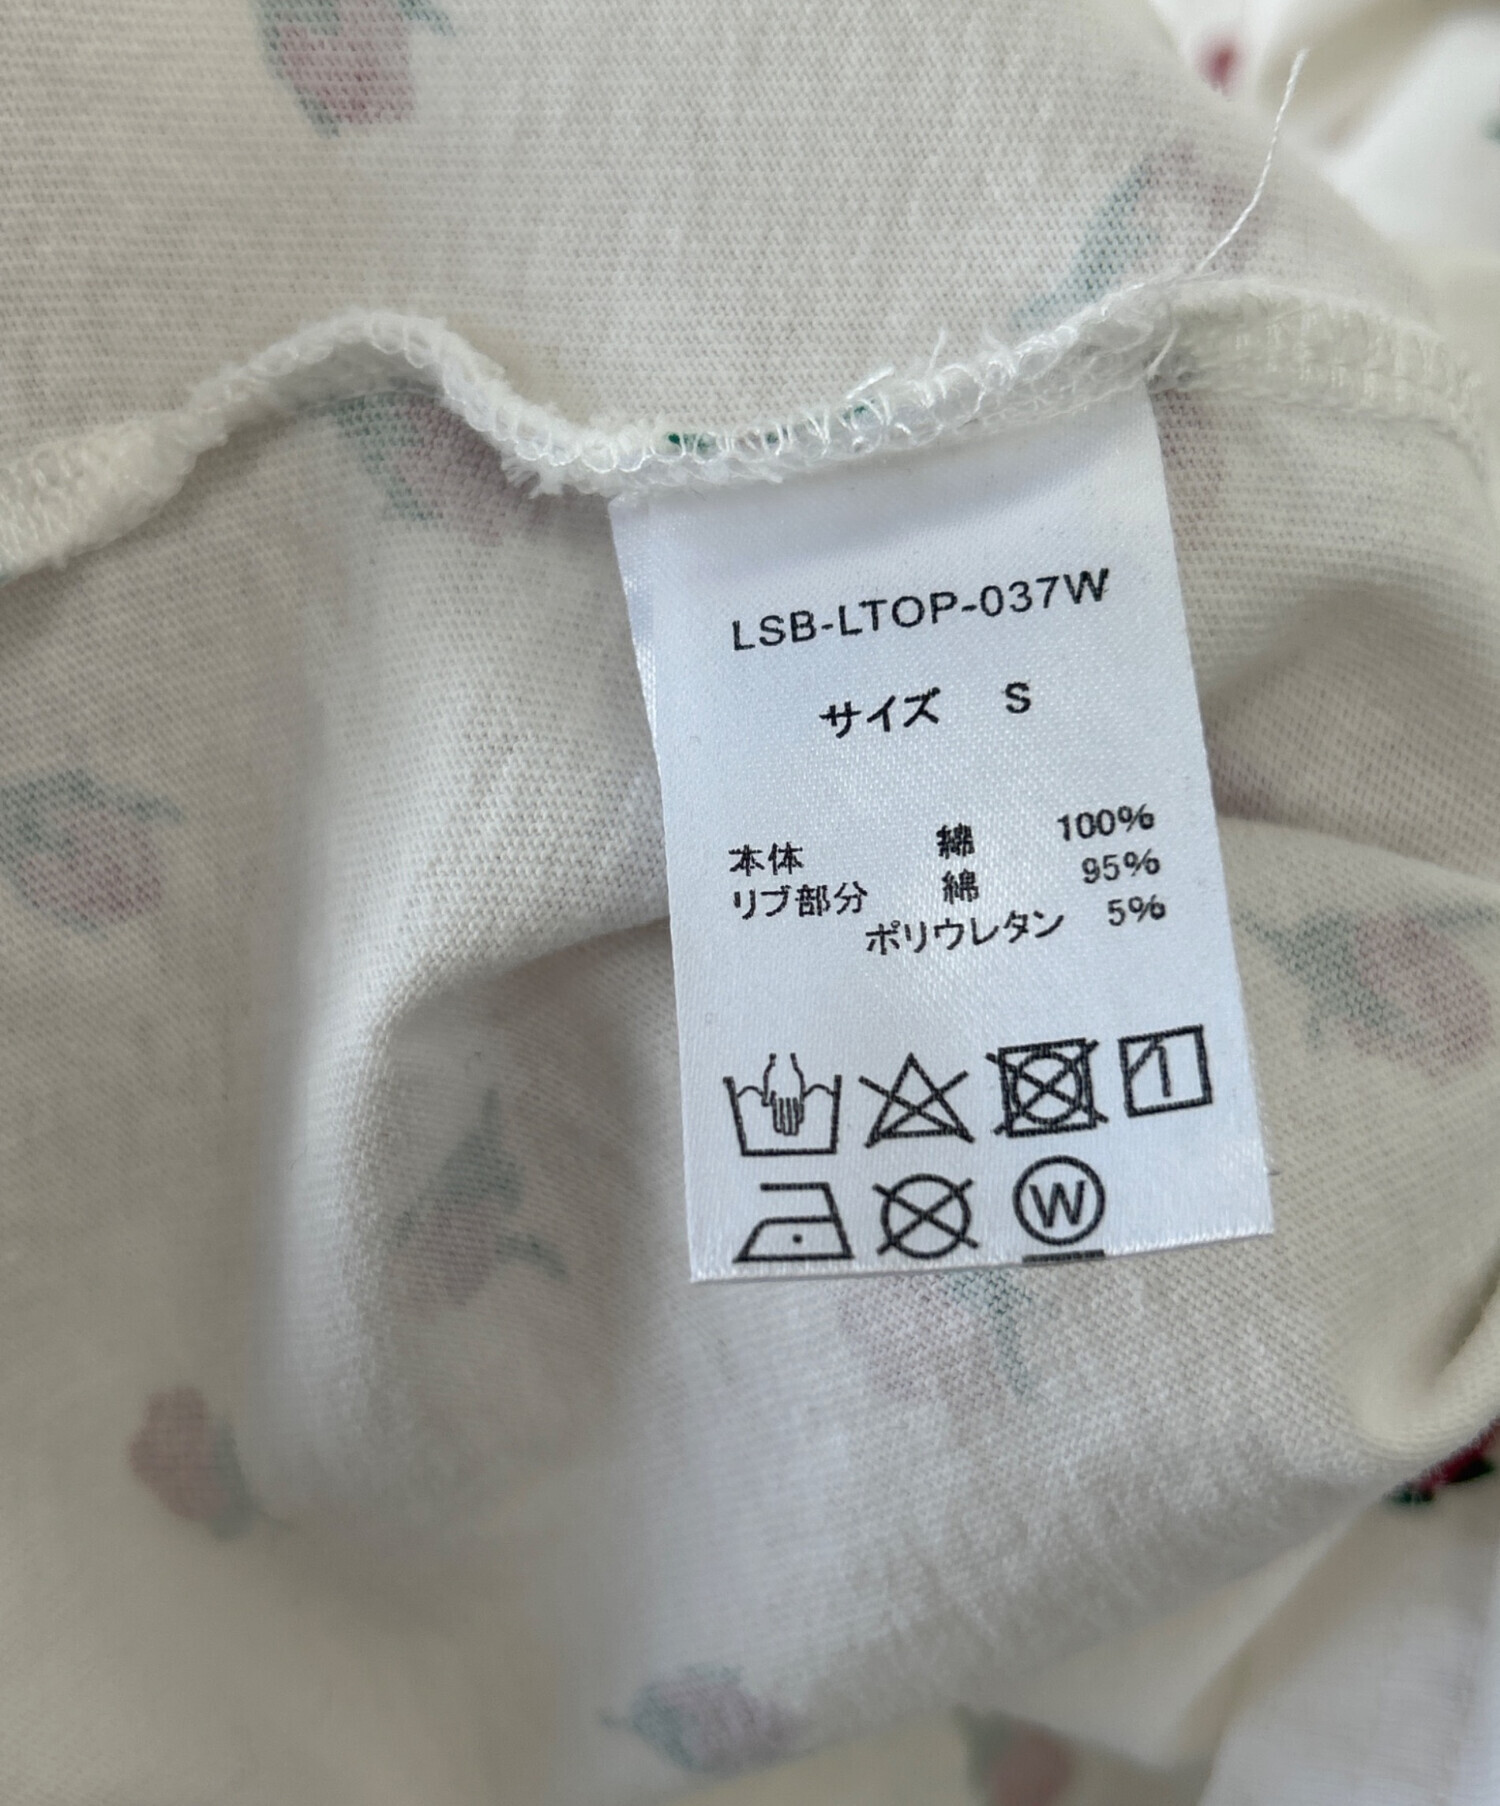 LSB-LTOP-037W
サイズ S
本体 綿 100%
リブ部分 綿 95%
ポリウレタン 5%
W